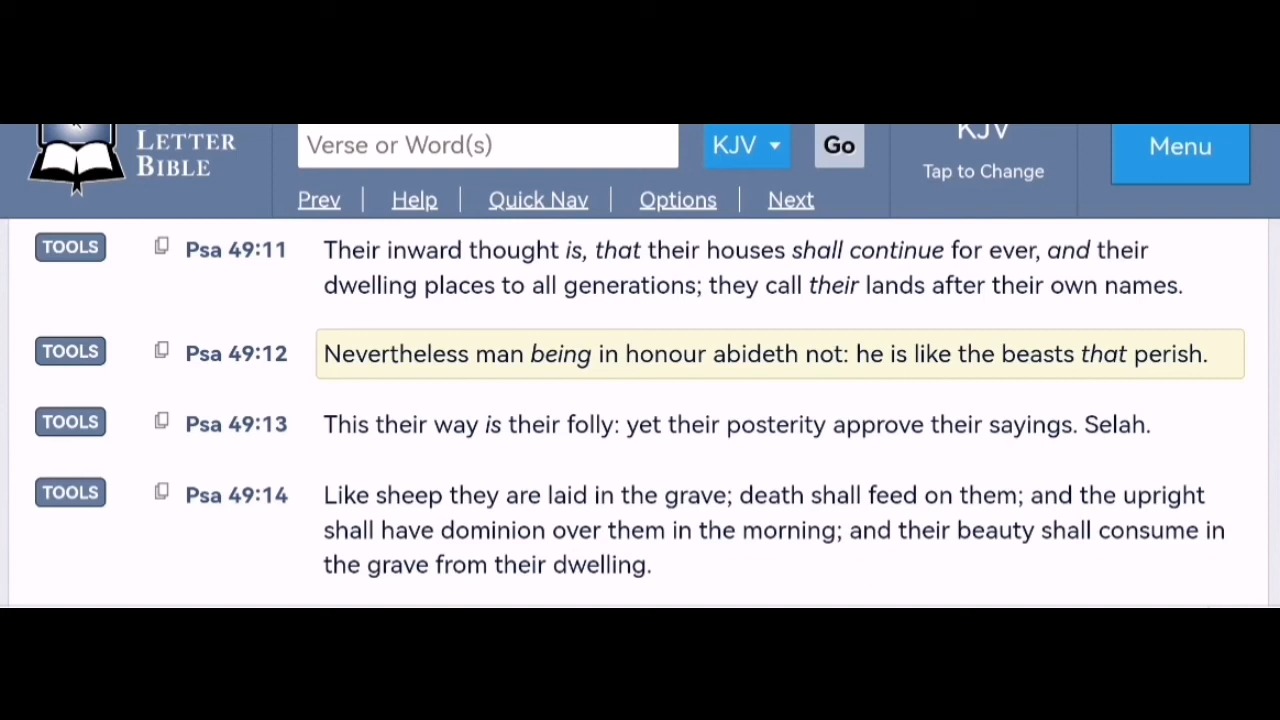 LETTER
BIBLE
Verse or Word(s)
KJV
Go
KJV
Tap to Change
Menu
Prev
Help
Quick Nav
Options
Next
TOOLS Psa 49:11 Their inward thought is, that their houses shall continue for ever, and their
dwelling places to all generations; they call their lands after their own names.
TOOLS Psa 49:12 Nevertheless man being in honour abideth not: he is like the beasts that perish.
TOOLS Psa 49:13 This their way is their folly: yet their posterity approve their sayings. Selah.
TOOLS Psa 49:14 Like sheep they are laid in the grave; death shall feed on them; and the upright
shall have dominion over them in the morning; and their beauty shall consume in
the grave from their dwelling.